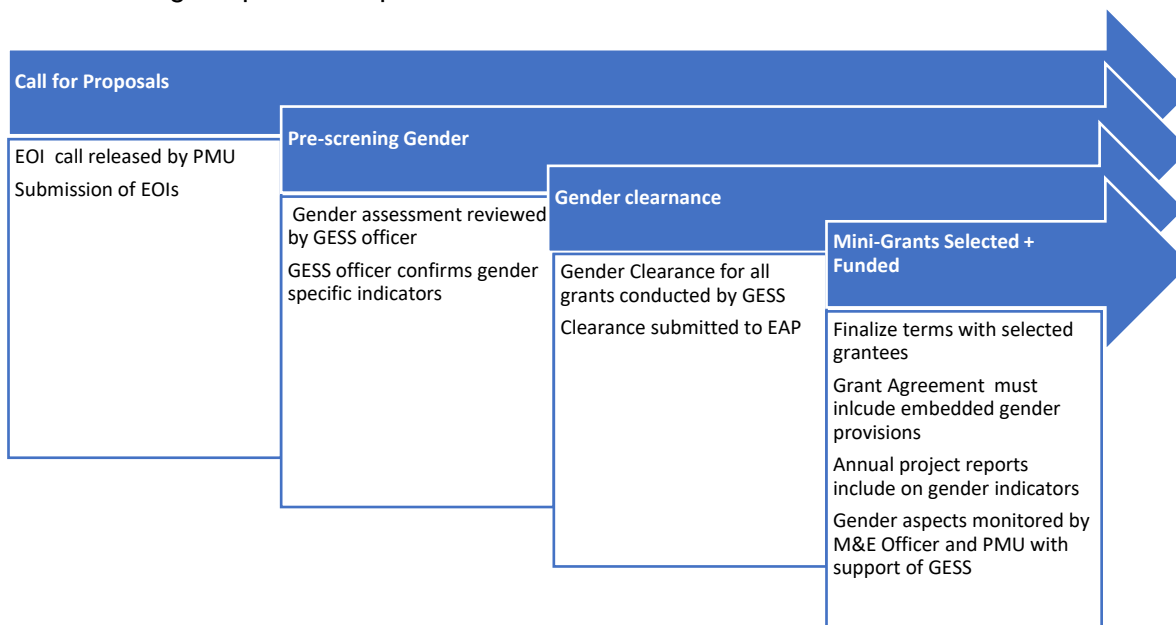 Call for Proposals
EOI call released by PMU
Submission of EOIs
Pre-screning Gender
Gender assessment reviewed
by GESS officer
GESS officer confirms gender
specific indicators
Gender clearnance
Gender Clearance for all
grants conducted by GESS
Clearance submitted to EAP
Mini-Grants Selected +
Funded
Finalize terms with selected
grantees
Grant Agreement must
inlcude embedded gender
provisions
Annual project reports
include on gender indicators
Gender aspects monitored by
M&E Officer and PMU with
support of GESS